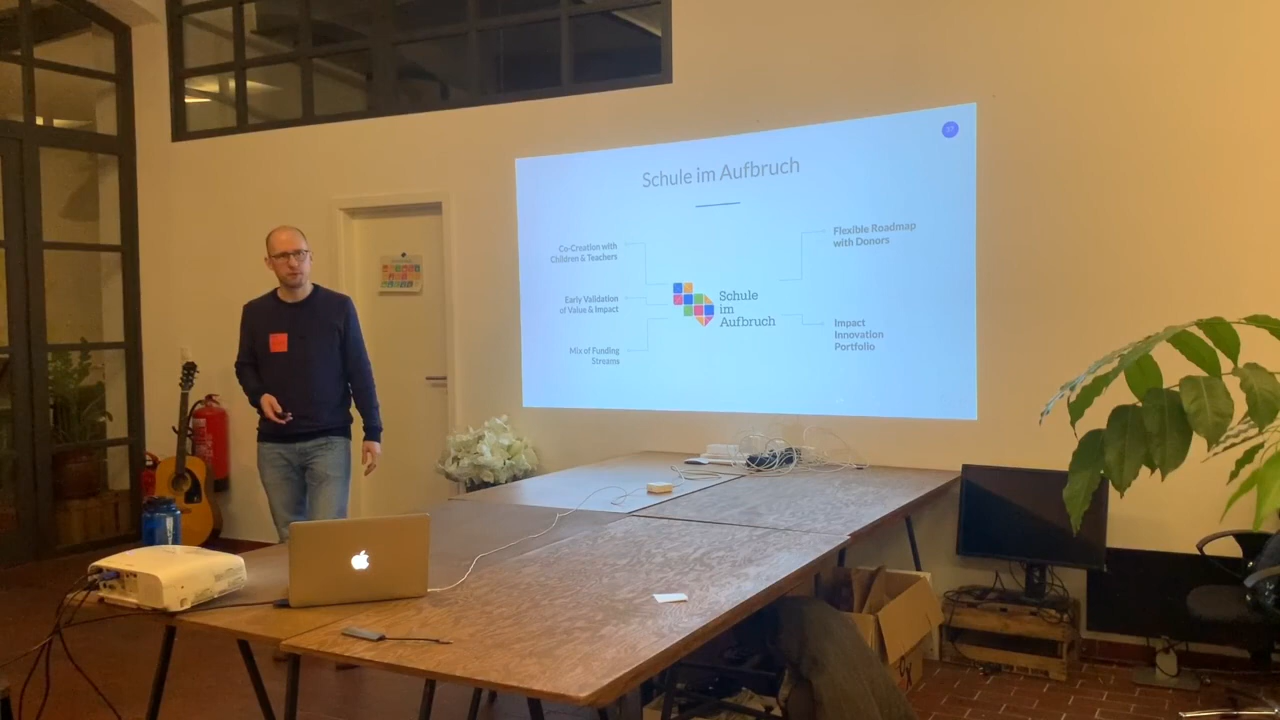 Schule im Aufbruch
Co-Creation with
Children & Teachers
Early Validation
of Value & Impact
Mix of Funding
Streams
Schule
im
Aufbruch
Flexible Roadmap
with Donors
Impact
Innovation
Portfolio